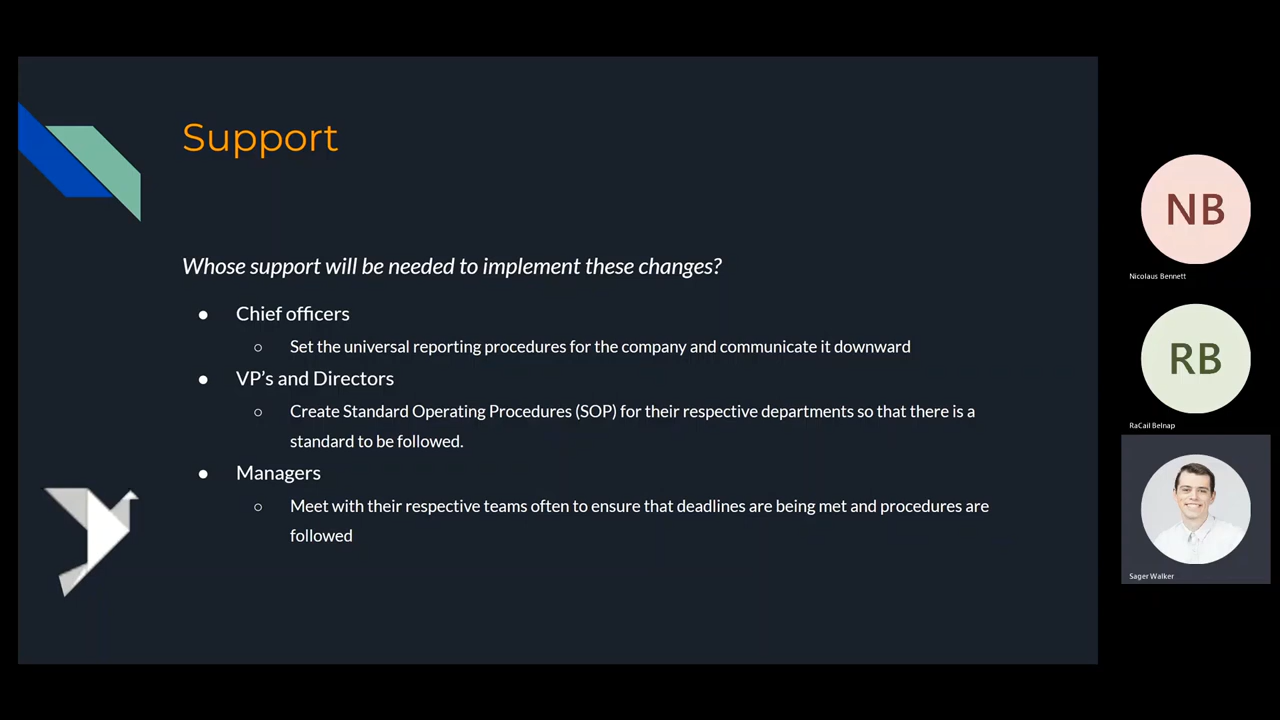 Support
Whose support will be needed to implement these changes?
● Chief officers
○ Set the universal reporting procedures for the company and communicate it downward
● VP's and Directors
○ Create Standard Operating Procedures (SOP) for their respective departments so that there is a
standard to be followed.
● Managers
○ Meet with their respective teams often to ensure that deadlines are being met and procedures are
followed
NB
Nicolaus Bennett
RB
RaCail Belnap
Sager Walker